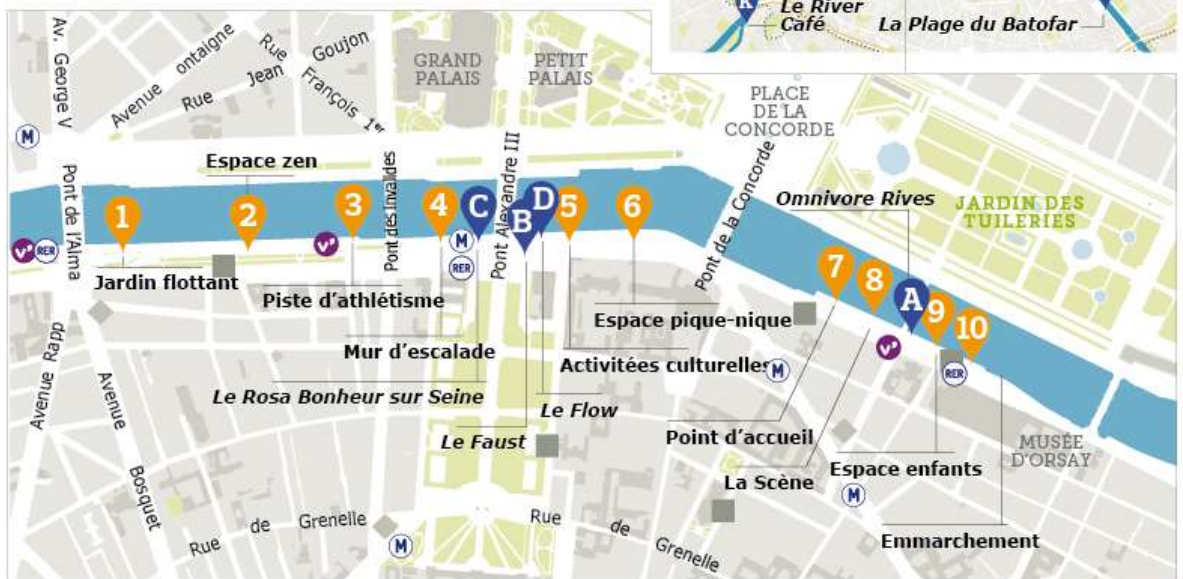 K
Le River
Café
La Plage du Batofar
Av. George V
Avenue
ontaigne
Rue
Jean
Goujon
Rue
François 1er
GRAND
PALAIS
PETIT
PALAIS
PLACE
DE LA
CONCORDE
M
Espace zen
Pont de l'Alma
Pont des Invalides
Pont Alexandre III
Pont de la Concorde
Omnivore Rives
JARDIN DES
TUILERIES
1
2
3
4
C
B
D
5
6
7
8
A
9
10
V'
RER
V'
M
RER
Jardin flottant
Piste d'athlétisme
Mur d'escalade
Le Rosa Bonheur sur Seine
Le Faust
Le Flow
Activitées culturelles
M
Espace pique-nique
Point d'accueil
La Scène
V'
RER
Espace enfants
Emmarchement
MUSÉE
D'ORSAY
M
Avenue Rapp
Avenue
Bosquet
Rue
de
Grenelle
M
Rue
de
Grenelle